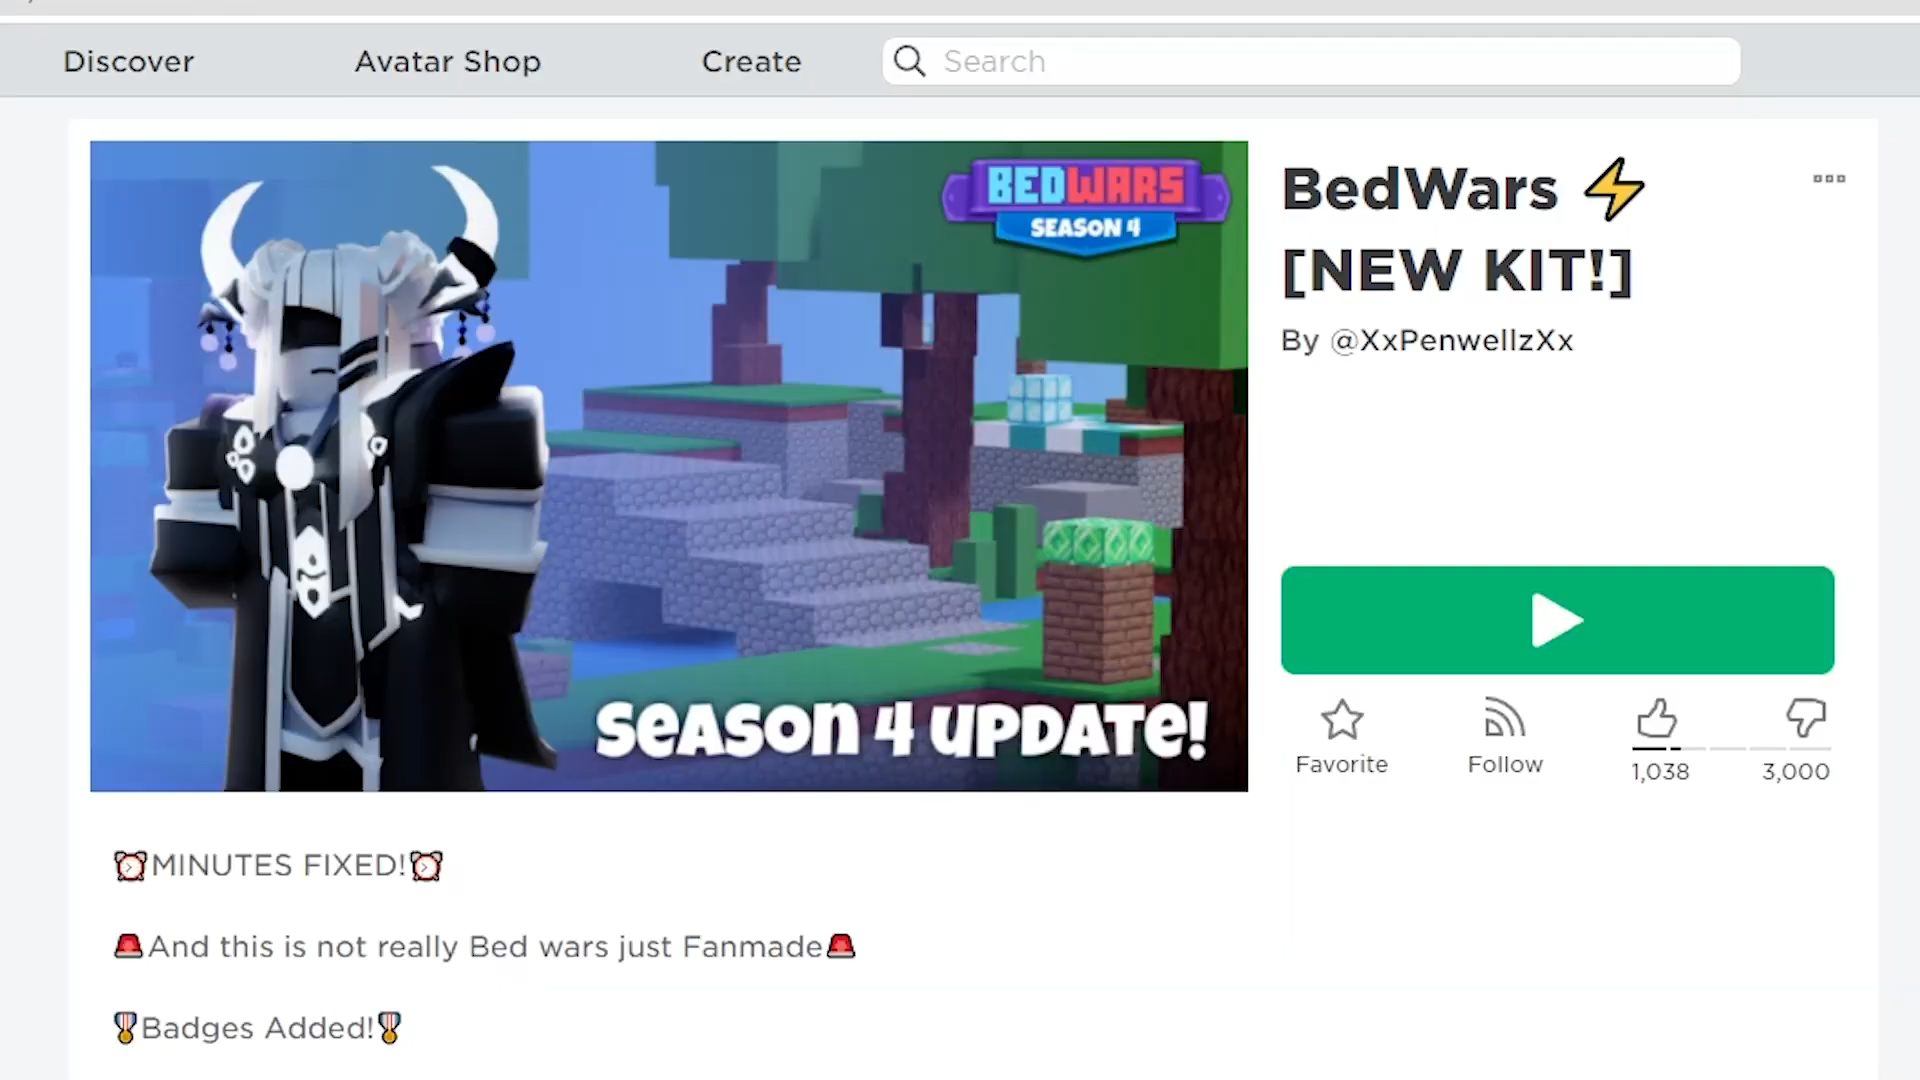 Discover
Avatar Shop
Create
Search
BEDWARS
SEASON 4
SEASON 4 UPDATE!
BedWars ⚡
[NEW KIT!]
By @XxPenwellzXx
Favorite
Follow
1,038
3,000
⏰MINUTES FIXED!⏰
🚨And this is not really Bed wars just Fanmade🚨
🎖Badges Added!🎖